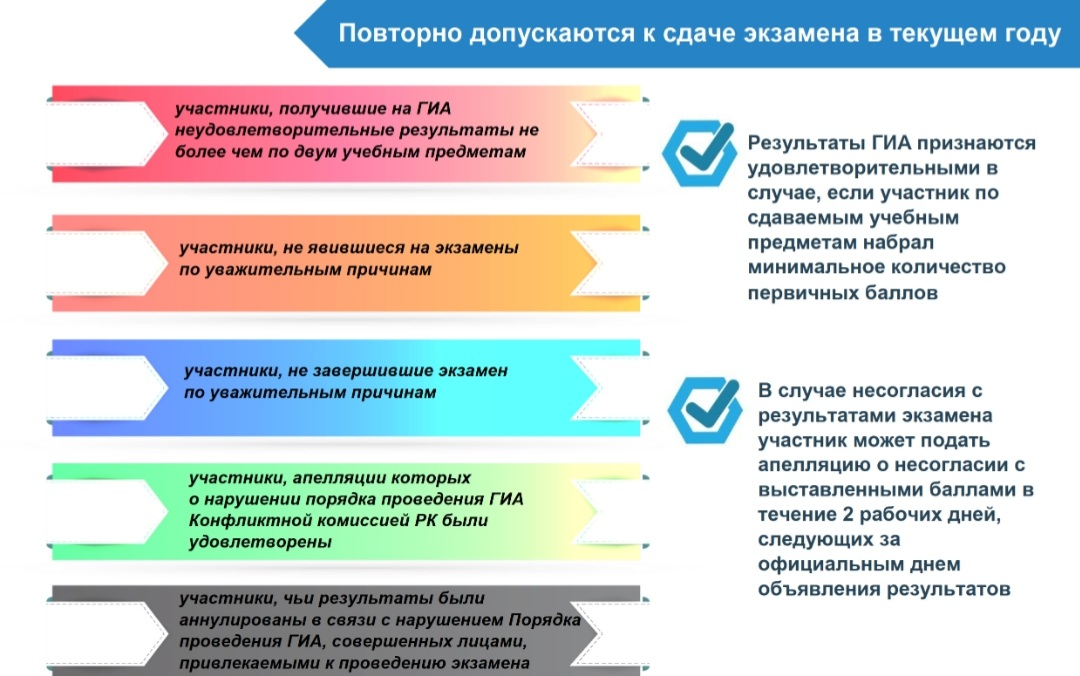 Повторно допускаются к сдаче экзамена в текущем году
участники, получившие на ГИА
неудовлетворительные результаты не
более чем по двум учебным предметам
участники, не явившиеся на экзамены
по уважительным причинам
участники, не завершившие экзамен
по уважительным причинам
участники, апелляции которых
о нарушении порядка проведения ГИА
Конфликтной комиссией РК были
удовлетворены
участники, чьи результаты были
аннулированы в связи с нарушением Порядка
проведения ГИА, совершенных лицами,
привлекаемыми к проведению экзамена
Результаты ГИА признаются
удовлетворительными в
случае, если участник по
сдаваемым учебным
предметам набрал
минимальное количество
первичных баллов
В случае несогласия с
результатами экзамена
участник может подать
апелляцию о несогласии с
выставленными баллами в
течение 2 рабочих дней,
следующих за
официальным днем
объявления результатов